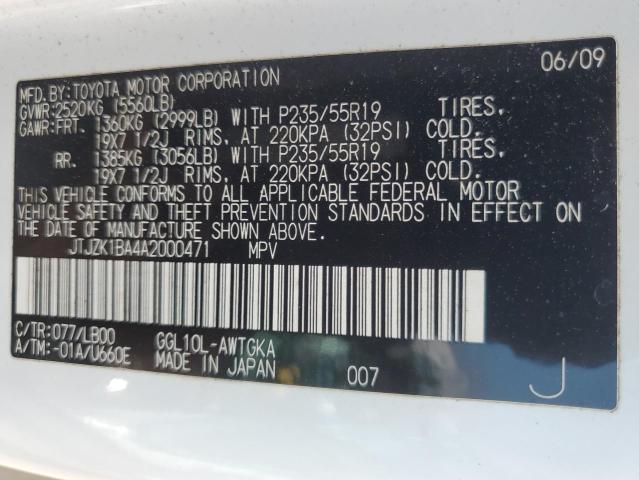 MFD. BY: TOYOTA MOTOR CORPORATION 06/09
GVWR: 2520KG (5560LB)
GAWR: FRT. 1360KG (2999LB) WITH P235/55R19 TIRES.
19X7 1/2J RIMS, AT 220KPA (32PSI) COLD.
RR. 1385KG (3056LB) WITH P235/55R19 TIRES.
19X7 1/2J RIMS, AT 220KPA (32PSI) COLD.
THIS VEHICLE CONFORMS TO ALL APPLICABLE FEDERAL MOTOR
VEHICLE SAFETY AND THEFT PREVENTION STANDARDS IN EFFECT ON
THE DATE OF MANUFACTURE SHOWN ABOVE.
JTJZK1BA4A2000471 MPV
C/TR: 077/LB00 GGL10L-AWTGKA
A/TM: -01A/U660E MADE IN JAPAN 007 J